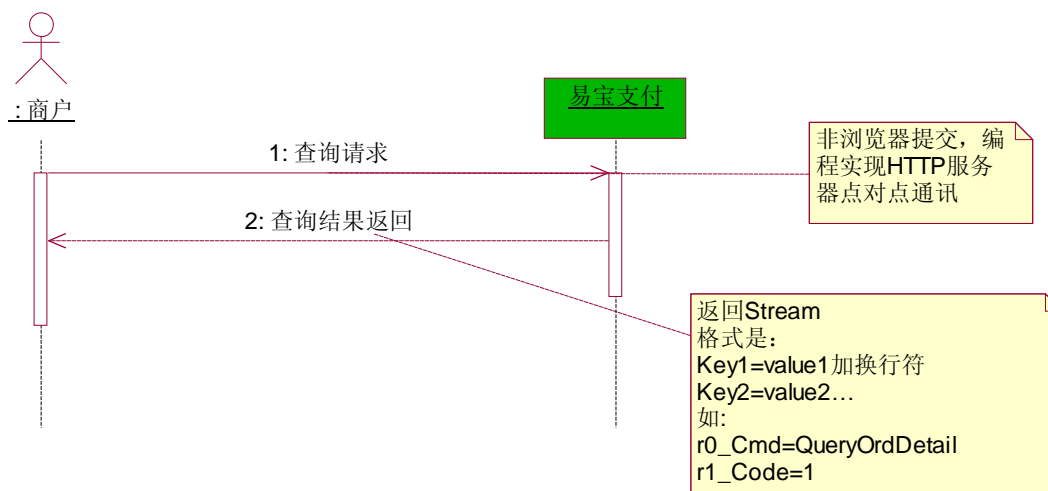 : 商户
易宝支付
1: 查询请求
非浏览器提交，编
程实现HTTP服务
器点对点通讯
2: 查询结果返回
返回Stream
格式是：
Key1=value1加换行符
Key2=value2…
如:
r0_Cmd=QueryOrdDetail
r1_Code=1